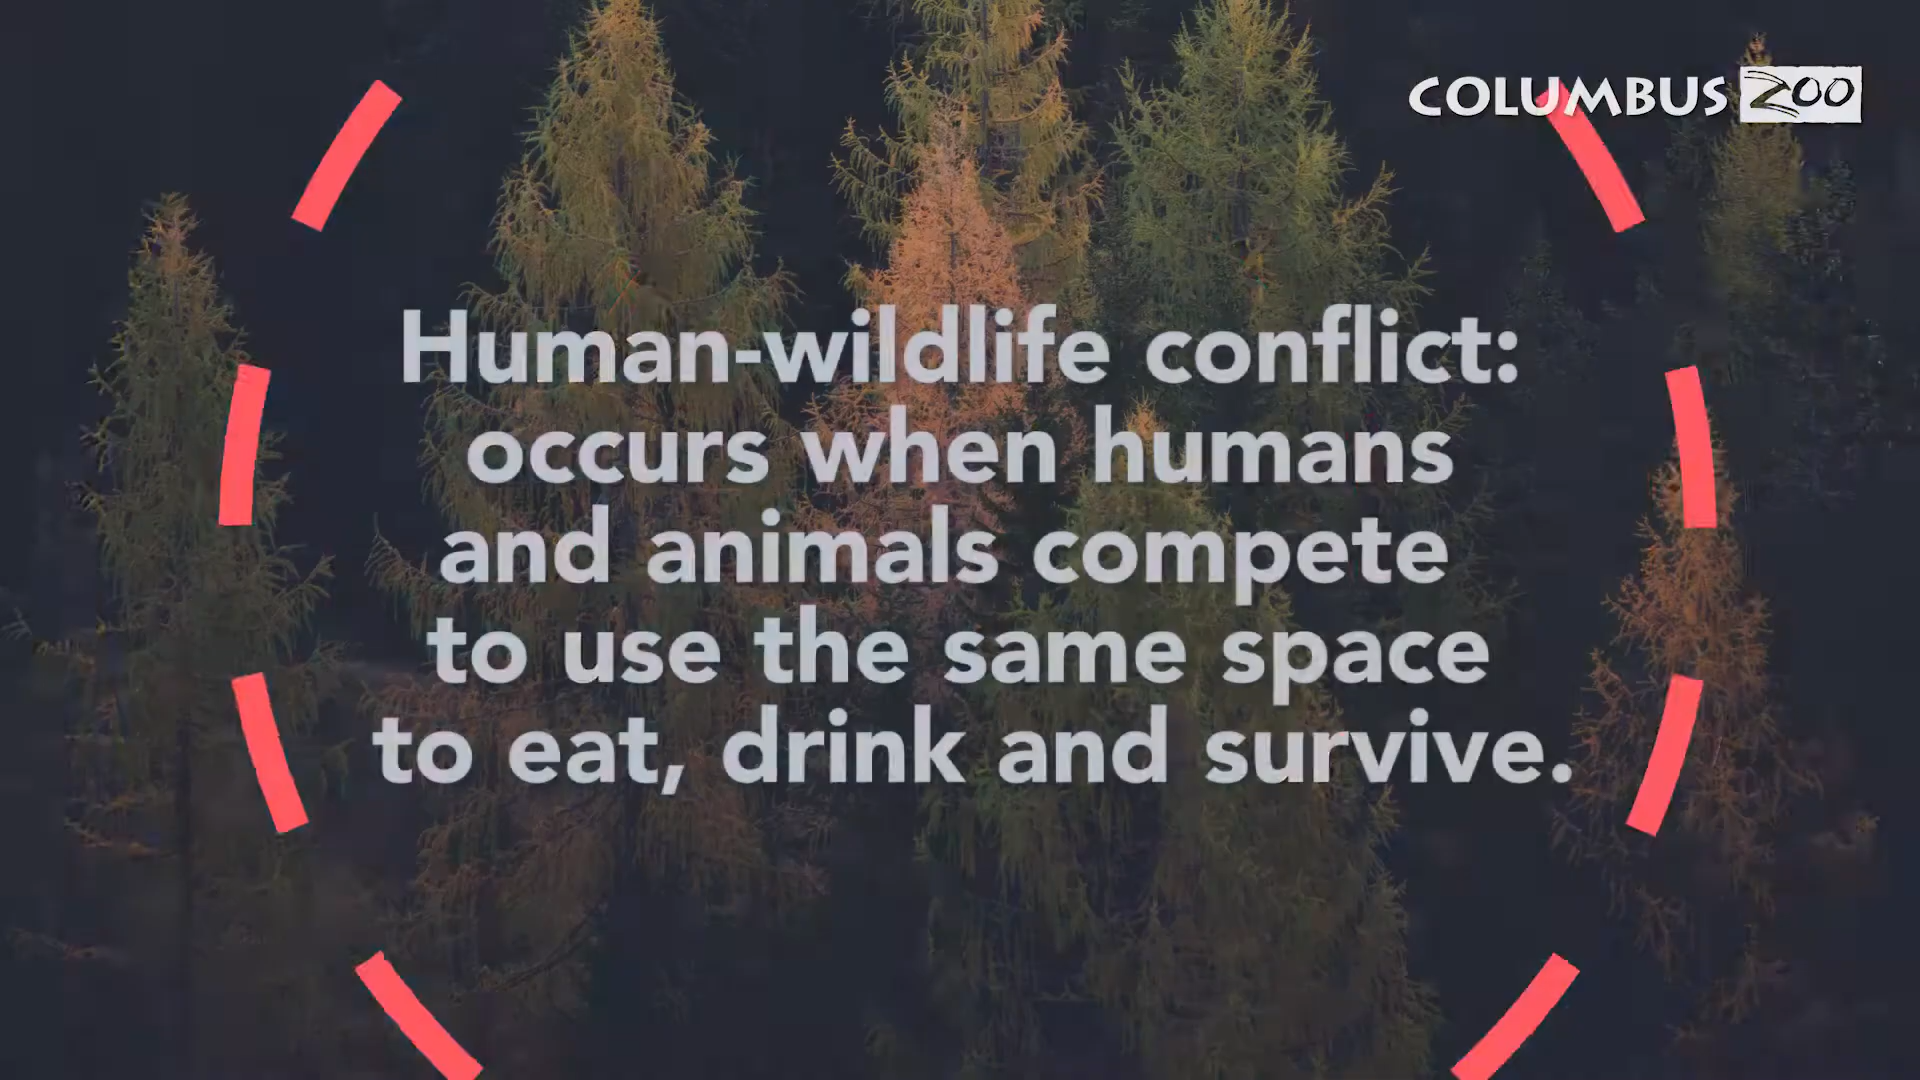 COLUMBUS ZOO
Human-wildlife conflict:
occurs when humans
and animals compete
to use the same space
to eat, drink and survive.